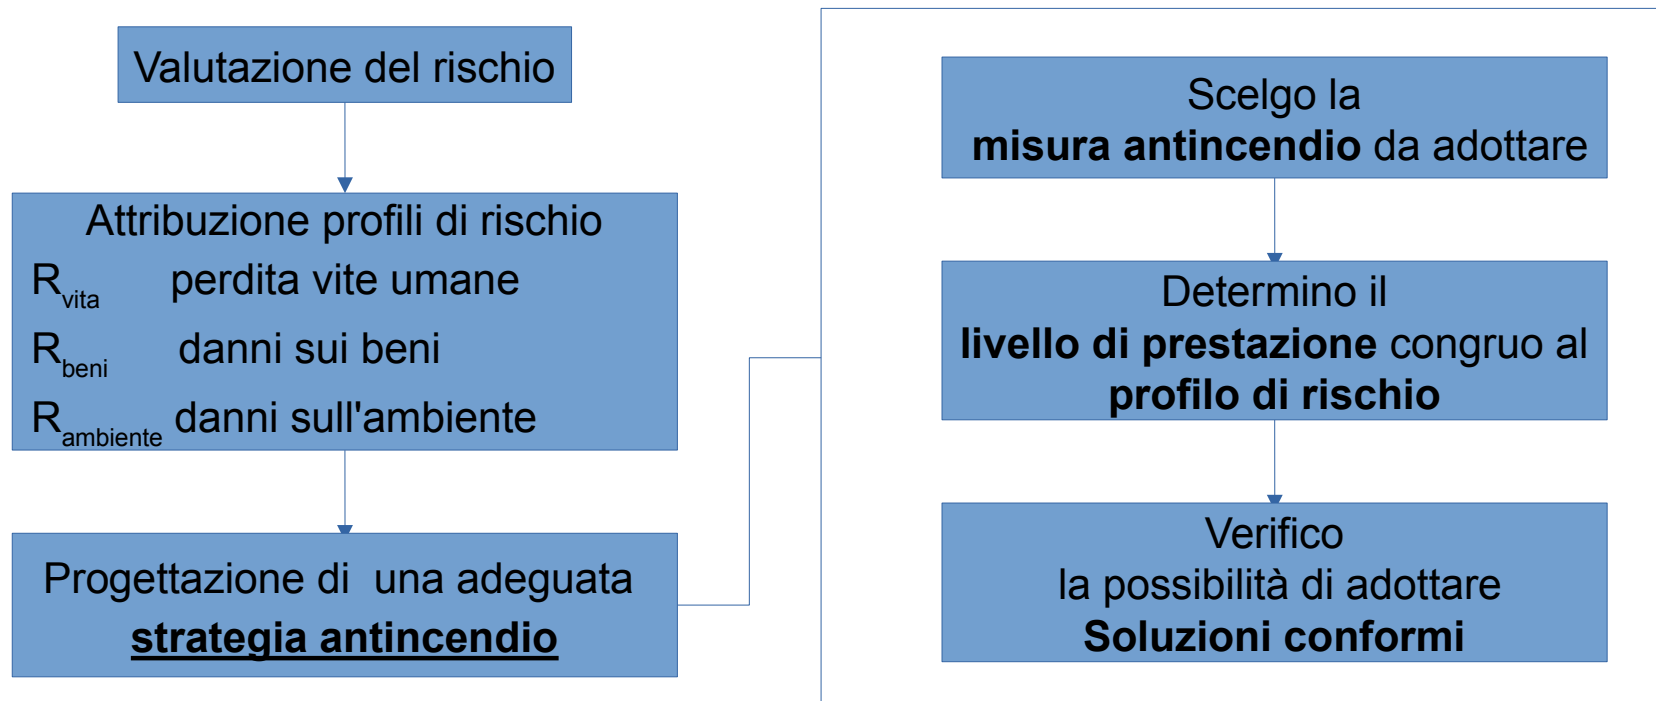 Valutazione del rischio
Attribuzione profili di rischio
Rvita perdita vite umane
Rbeni danni sui beni
Rambiente danni sull'ambiente
Progettazione di una adeguata
strategia antincendio
Scelgo la
misura antincendio da adottare
Determino il
livello di prestazione congruo al
profilo di rischio
Verifico
la possibilità di adottare
Soluzioni conformi